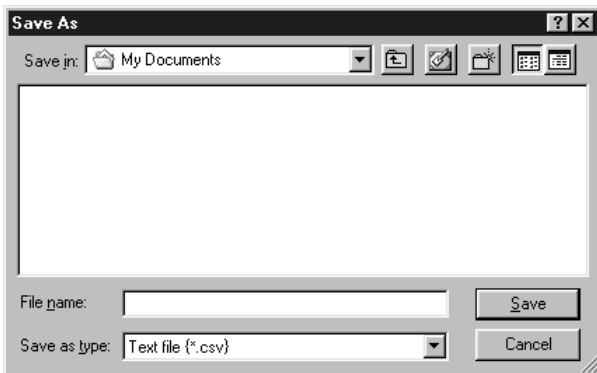 Save As
Save in: My Documents
File name: Save
Save as type: Text file {*.csv} Cancel